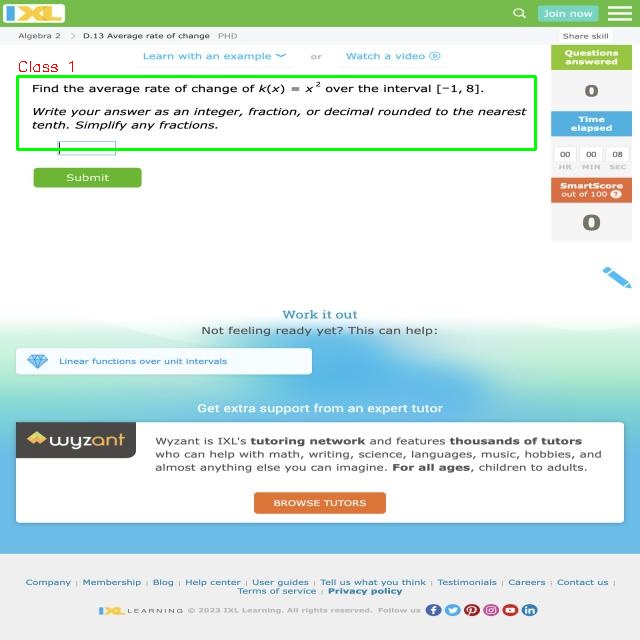 IXL
Join now
Algebra 2 > D.13 Average rate of change PHD
Share skill
Learn with an example or Watch a video
Questions answered
0
Class 1
Find the average rate of change of k(x) = x² over the interval [−1, 8].
Write your answer as an integer, fraction, or decimal rounded to the nearest
tenth. Simplify any fractions.
Submit
Time elapsed
00 00 08
HR MIN SEC
SmartScore
out of 100 ?
0
Work it out
Not feeling ready yet? This can help:
Linear functions over unit intervals
Get extra support from an expert tutor
wyzant
Wyzant is IXL's tutoring network and features thousands of tutors
who can help with math, writing, science, languages, music, hobbies, and
almost anything else you can imagine. For all ages, children to adults.
BROWSE TUTORS
Company | Membership | Blog | Help center | User guides | Tell us what you think | Testimonials | Careers | Contact us |
Terms of service | Privacy policy
IXL LEARNING © 2023 IXL Learning. All rights reserved. Follow us